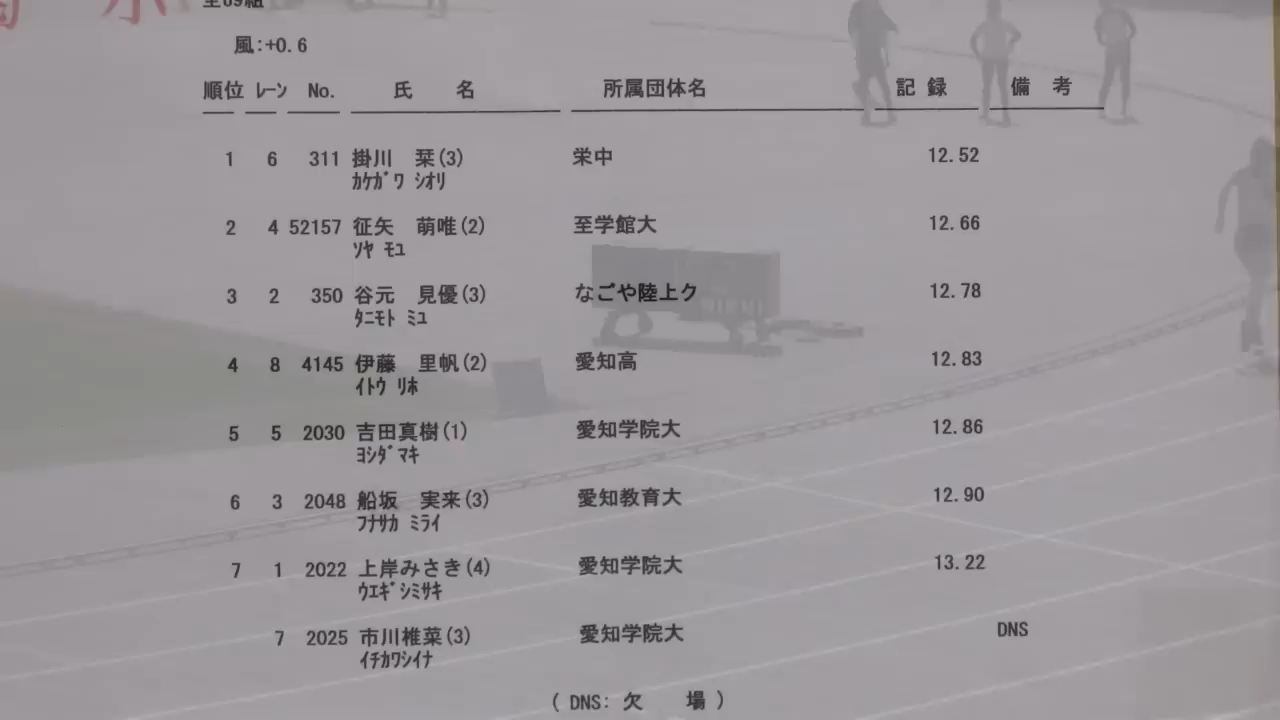 全69組
風:+0.6
順位 レーン No. 氏 名 所属団体名 記録 備考
1 6 311 掛川 栞(3) 栄中 12.52
ｶｹｶﾞﾜ ｼｵﾘ
2 4 52157 征矢 萌唯(2) 至学館大 12.66
ｿﾔ ﾓﾕ
3 2 350 谷元 見優(3) なごや陸上ク 12.78
ﾀﾆﾓﾄ ﾐﾕ
4 8 4145 伊藤 里帆(2) 愛知高 12.83
ｲﾄｳ ﾘﾎ
5 5 2030 吉田真樹(1) 愛知学院大 12.86
ﾖｼﾀﾞﾏｷ
6 3 2048 船坂 実来(3) 愛知教育大 12.90
ﾌﾅｻｶ ﾐﾗｲ
7 1 2022 上岸みさき(4) 愛知学院大 13.22
ｳｴｷﾞｼﾐｻｷ
7 2025 市川椎菜(3) 愛知学院大 DNS
ｲﾁｶﾜｼｲﾅ
( DNS: 欠 場 )